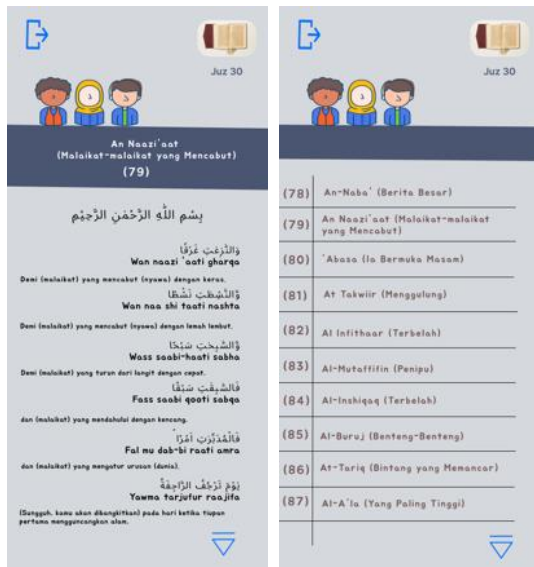 Juz 30
An Naazi'aat
(Malaikat-malaikat yang Mencabut)
(79)
بِسْمِ اللّٰهِ الرَّحْمٰنِ الرَّحِيْمِ
وَالنّٰزِعٰتِ غَرْقًا
Wan naazi 'aati gharqa
Demi (malaikat) yang mencabut (nyawa) dengan keras.
وَّالنّٰشِطٰتِ نَشْطًا
Wan naa shi taati nashta
Demi (malaikat) yang mencabut (nyawa) dengan lemah lembut.
وَّالسّٰبِحٰتِ سَبْحًا
Wass saabi-haati sabha
Demi (malaikat) yang turun dari langit dengan cepat.
فَالسّٰبِقٰتِ سَبْقًا
Fass saabi qooti sabqa
dan (malaikat) yang mendahului dengan kencang.
فَالْمُدَبِّرٰتِ اَمْرًاۘ
Fal mu dab-bi raati amra
dan (malaikat) yang mengatur urusan (dunia).
يَوْمَ تَرْجُفُ الرَّاجِفَةُ
Yawma tarjufur raajifa
(Sungguh, kamu akan dibangkitkan) pada hari ketika tiupan
pertama mengguncangkan alam.
Juz 30
(78) An-Naba' (Berita Besar)
(79) An Naazi'aat (Malaikat-malaikat
yang Mencabut)
(80) 'Abasa (Ia Bermuka Masam)
(81) At Takwiir (Menggulung)
(82) Al Infithaar (Terbelah)
(83) Al-Mutaffifin (Penipu)
(84) Al-Inshiqaq (Terbelah)
(85) Al-Buruj (Benteng-Benteng)
(86) At-Tariq (Bintang yang Memancar)
(87) Al-A'la (Yang Paling Tinggi)